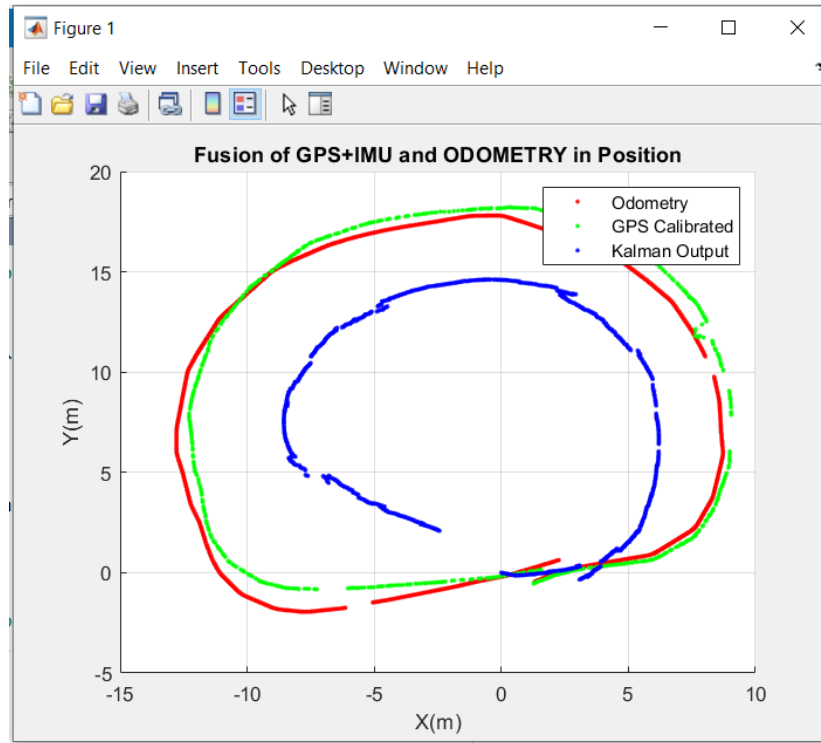 Figure 1
File Edit View Insert Tools Desktop Window Help
Fusion of GPS+IMU and ODOMETRY in Position
Odometry
GPS Calibrated
Kalman Output
20
15
10
5
0
-5
Y(m)
-15 -10 -5 0 5 10
X(m)